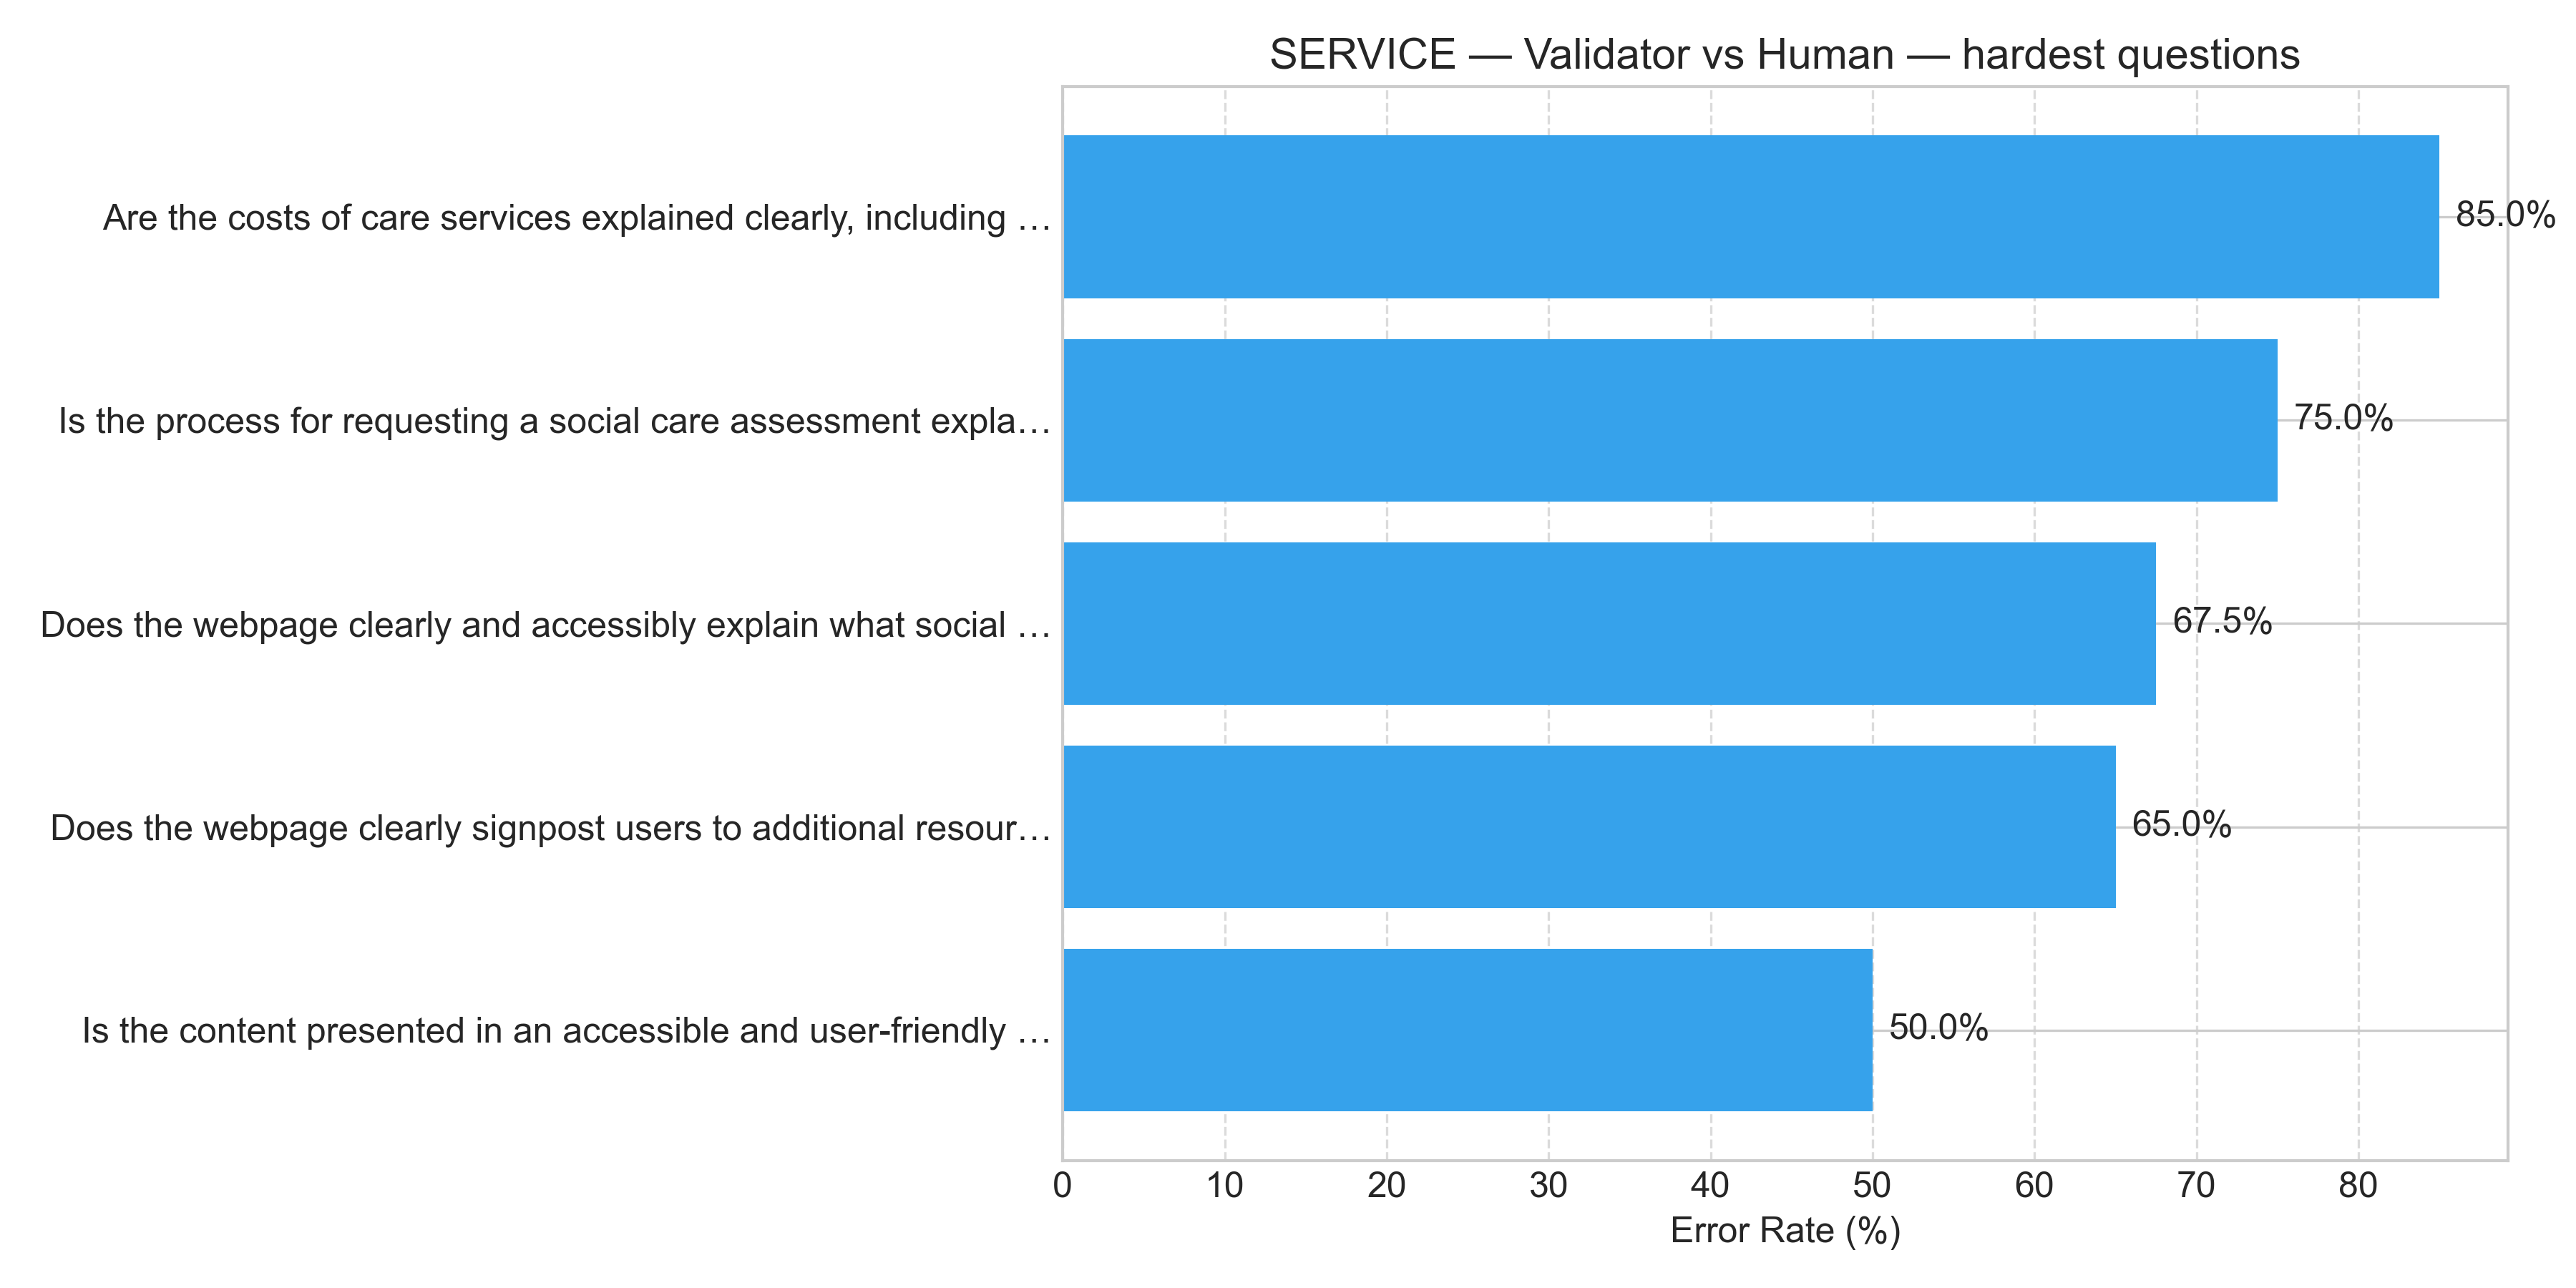 SERVICE — Validator vs Human — hardest questions
Are the costs of care services explained clearly, including …
85.0%
Is the process for requesting a social care assessment expla…
75.0%
Does the webpage clearly and accessibly explain what social …
67.5%
Does the webpage clearly signpost users to additional resour…
65.0%
Is the content presented in an accessible and user-friendly …
50.0%
0 10 20 30 40 50 60 70 80
Error Rate (%)